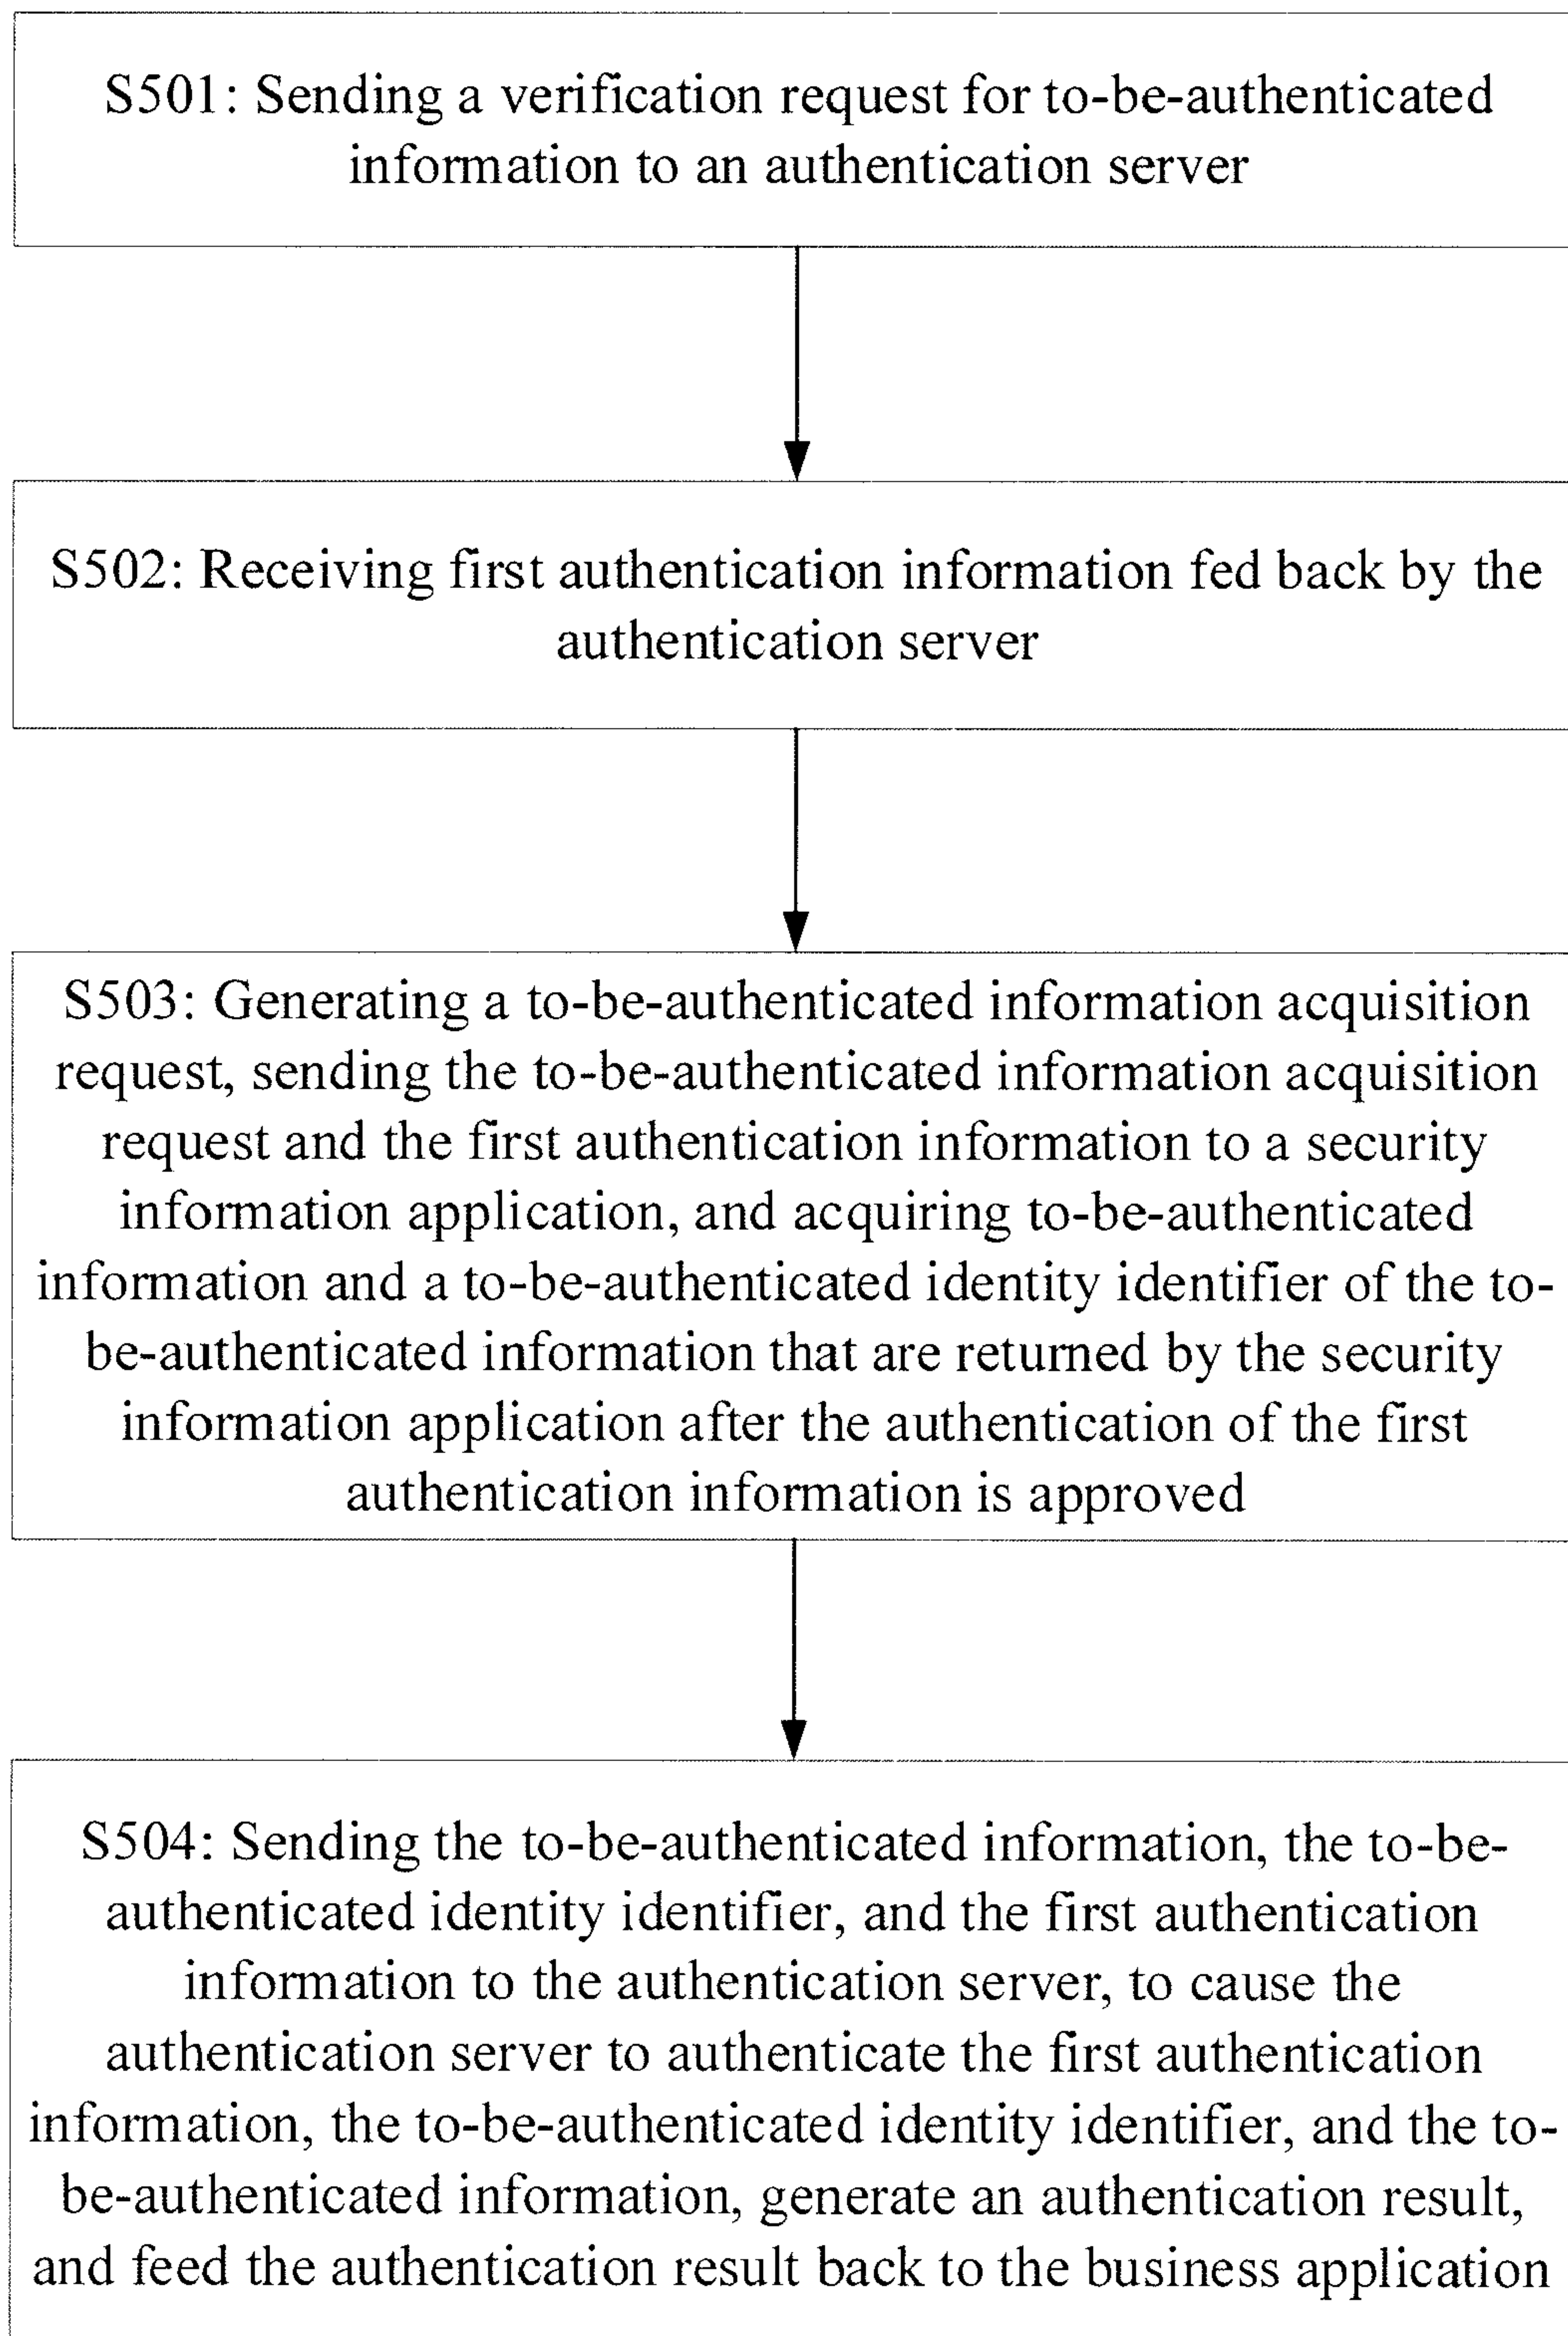 S501: Sending a verification request for to-be-authenticated
information to an authentication server
S502: Receiving first authentication information fed back by the
authentication server
S503: Generating a to-be-authenticated information acquisition
request, sending the to-be-authenticated information acquisition
request and the first authentication information to a security
information application, and acquiring to-be-authenticated
information and a to-be-authenticated identity identifier of the to-
be-authenticated information that are returned by the security
information application after the authentication of the first
authentication information is approved
S504: Sending the to-be-authenticated information, the to-be-
authenticated identity identifier, and the first authentication
information to the authentication server, to cause the
authentication server to authenticate the first authentication
information, the to-be-authenticated identity identifier, and the to-
be-authenticated information, generate an authentication result,
and feed the authentication result back to the business application